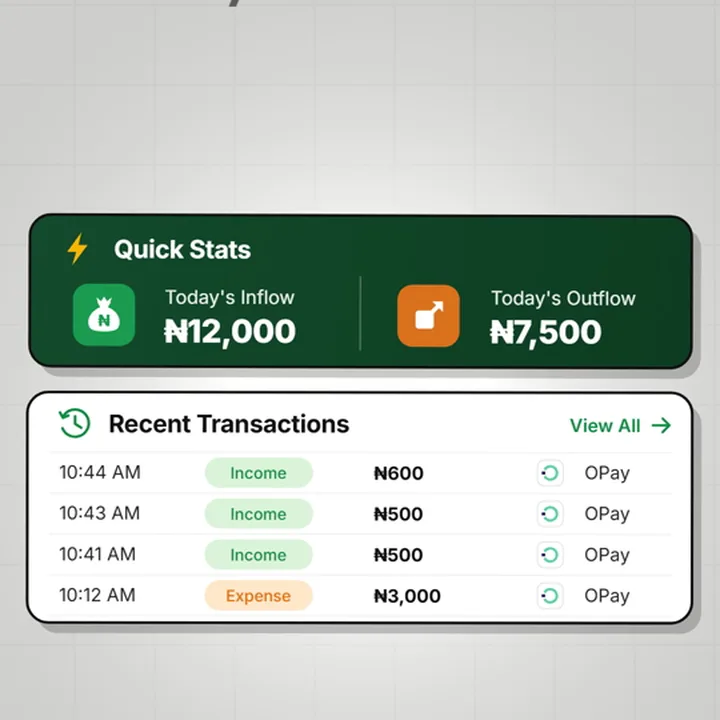 Quick Stats
Today's Inflow
₦12,000
Today's Outflow
₦7,500
Recent Transactions
View All →
10:44 AM Income ₦600 OPay
10:43 AM Income ₦500 OPay
10:41 AM Income ₦500 OPay
10:12 AM Expense ₦3,000 OPay